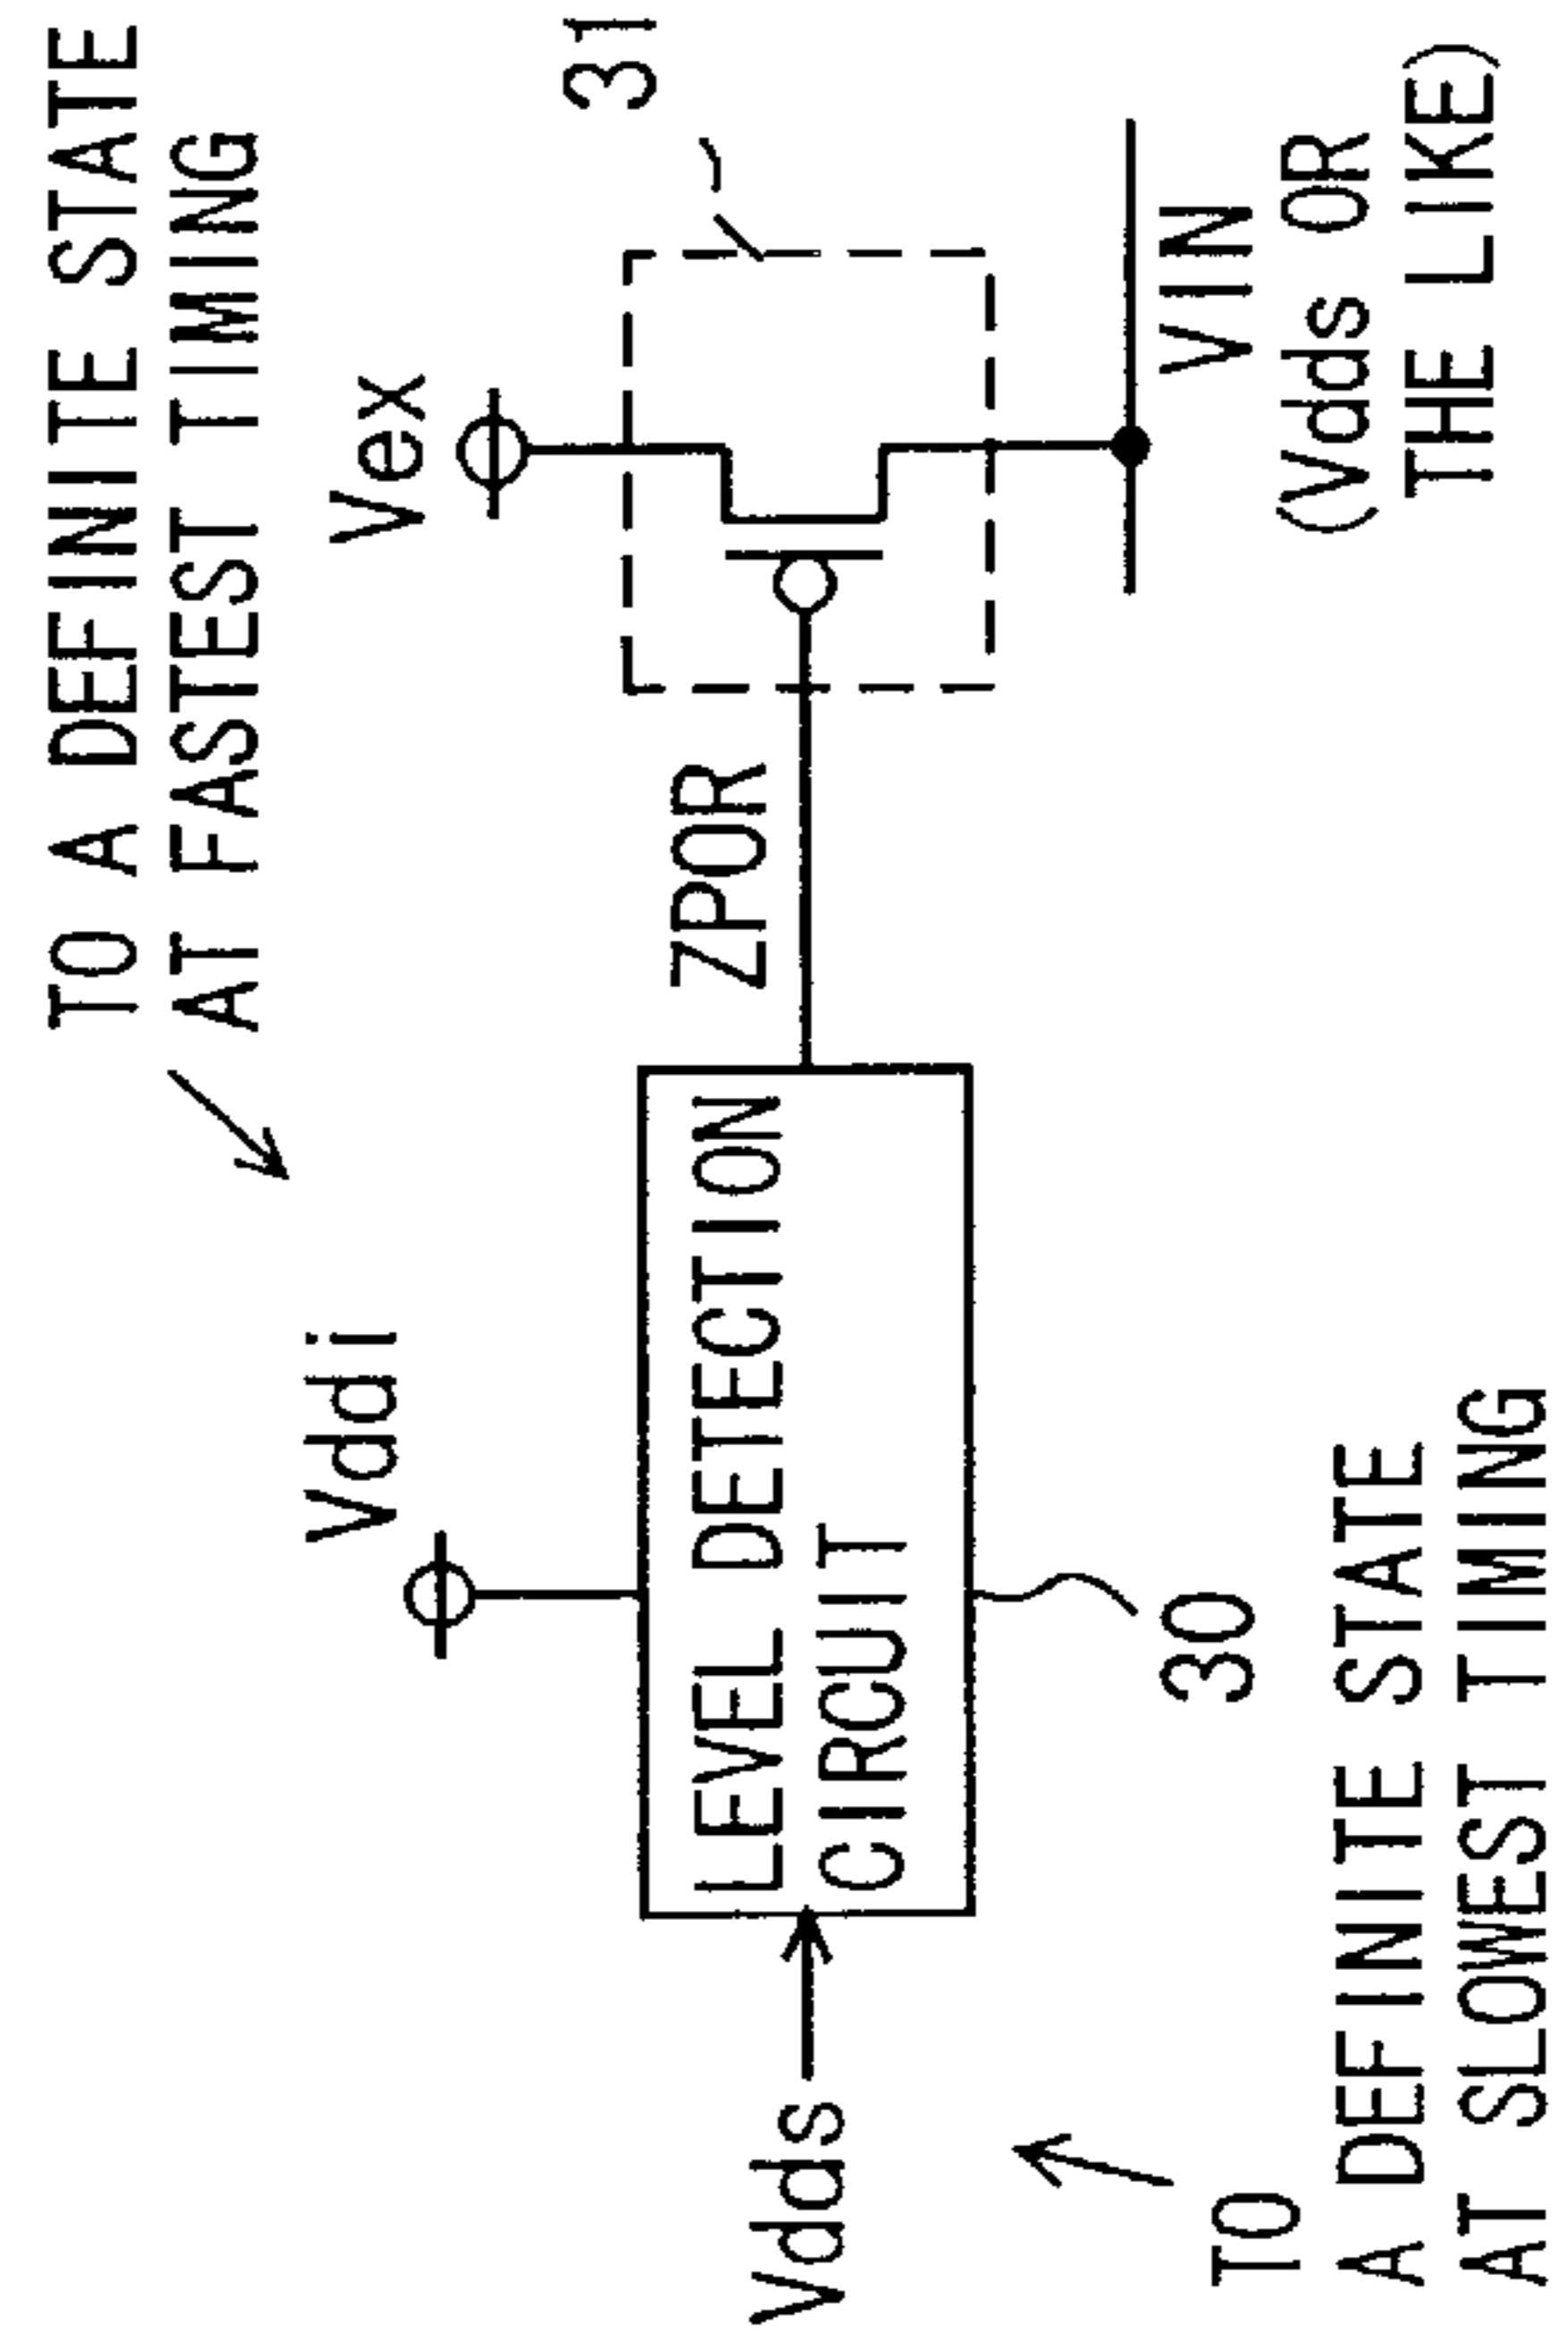 TO A DEFINITE STATE
AT FASTEST TIMING
Vddi
Vex
31
ZPOR
LEVEL DETECTION
CIRCUIT
Vdds
30
VIN
(Vdds OR
THE LIKE)
TO
A DEFINITE STATE
AT SLOWEST TIMING